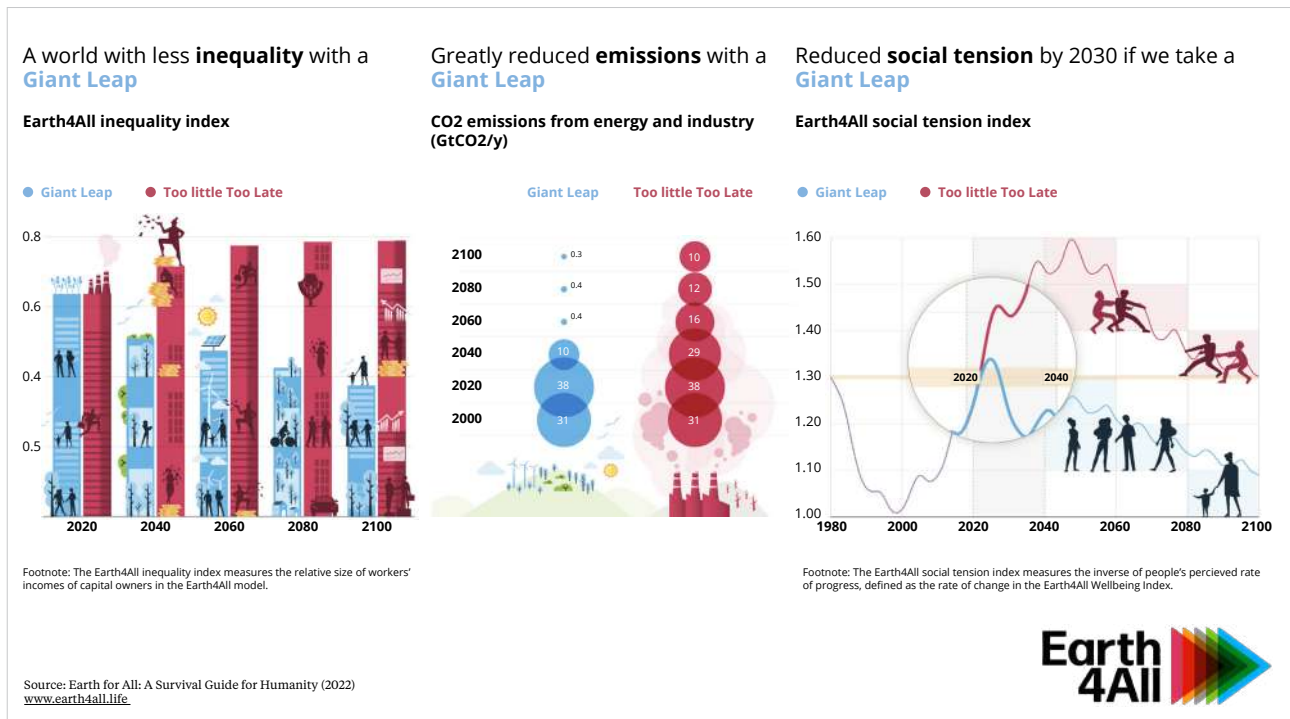 A world with less inequality with a
Giant Leap
Earth4All inequality index
Giant Leap
Too little Too Late
0.8
0.6
0.4
0.5
2020
2040
2060
2080
2100
Footnote: The Earth4All inequality index measures the relative size of workers'
incomes of capital owners in the Earth4All model.
Greatly reduced emissions with a
Giant Leap
CO2 emissions from energy and industry
(GtCO2/y)
Giant Leap
Too little Too Late
2100
0.3
10
2080
0.4
12
2060
0.4
16
2040
10
29
2020
38
38
2000
31
31
Reduced social tension by 2030 if we take a
Giant Leap
Earth4All social tension index
Giant Leap
Too little Too Late
1.60
1.50
1.40
1.30
1.20
1.10
1.00
2020
2040
1980
2000
2020
2040
2060
2080
2100
Footnote: The Earth4All social tension index measures the inverse of people's percieved rate
of progress, defined as the rate of change in the Earth4All Wellbeing Index.
Source: Earth for All: A Survival Guide for Humanity (2022)
www.earth4all.life
Earth
4All